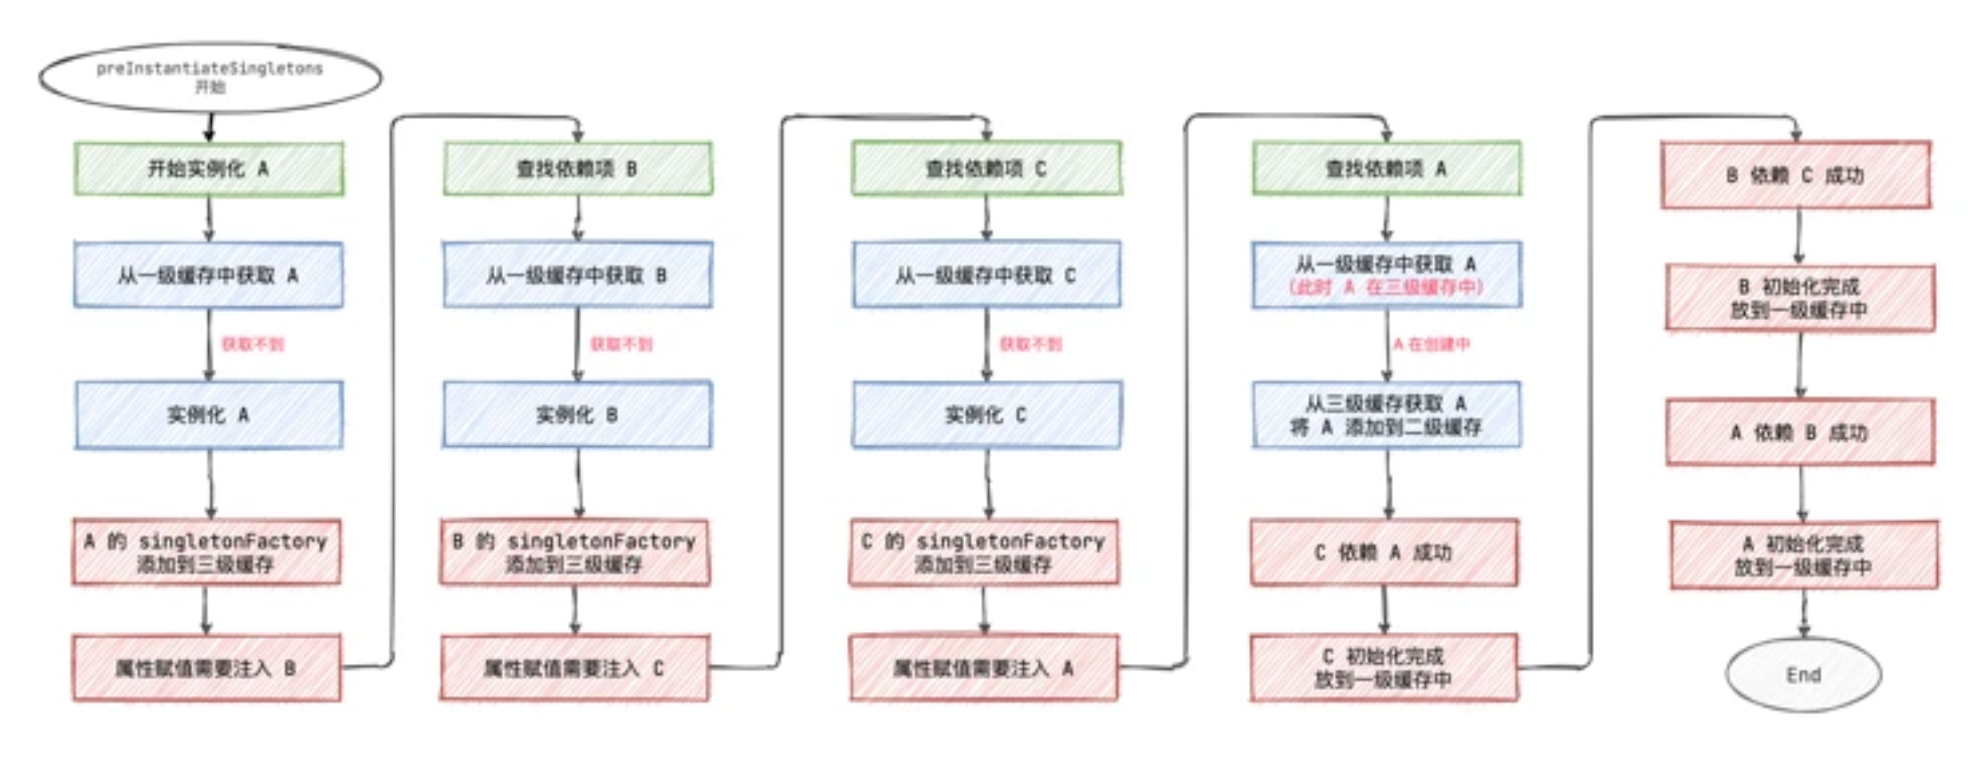 preInstantiateSingletons
开始
开始实例化 A
从一级缓存中获取 A
获取不到
实例化 A
A 的 singletonFactory
添加到三级缓存
属性赋值需要注入 B
查找依赖项 B
从一级缓存中获取 B
获取不到
实例化 B
B 的 singletonFactory
添加到三级缓存
属性赋值需要注入 C
查找依赖项 C
从一级缓存中获取 C
获取不到
实例化 C
C 的 singletonFactory
添加到三级缓存
属性赋值需要注入 A
查找依赖项 A
从一级缓存中获取 A
(此时 A 在三级缓存中)
A 在创建中
从三级缓存获取 A
将 A 添加到二级缓存
C 依赖 A 成功
C 初始化完成
放到一级缓存中
B 依赖 C 成功
B 初始化完成
放到一级缓存中
A 依赖 B 成功
A 初始化完成
放到一级缓存中
End